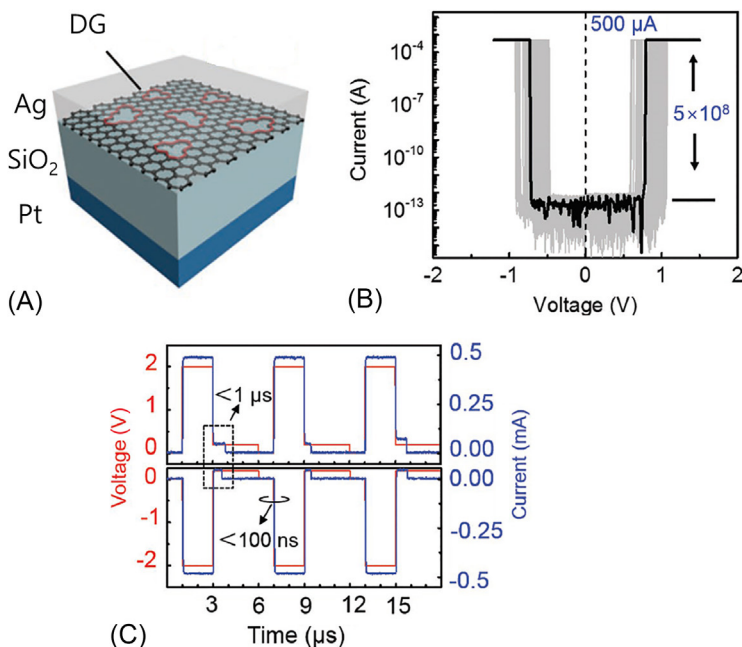 DG
Ag
SiO₂
Pt
(A)
500 μA
10⁻⁴
10⁻⁷
10⁻¹⁰
10⁻¹³
Current (A)
5×10⁸
-2
-1
0
1
2
Voltage (V)
(B)
2
1
0
0
-1
-2
Voltage (V)
<1 μs
<100 ns
0.5
0.25
0.00
0.00
-0.25
-0.5
Current (mA)
3
6
9
12
15
Time (μs)
(C)